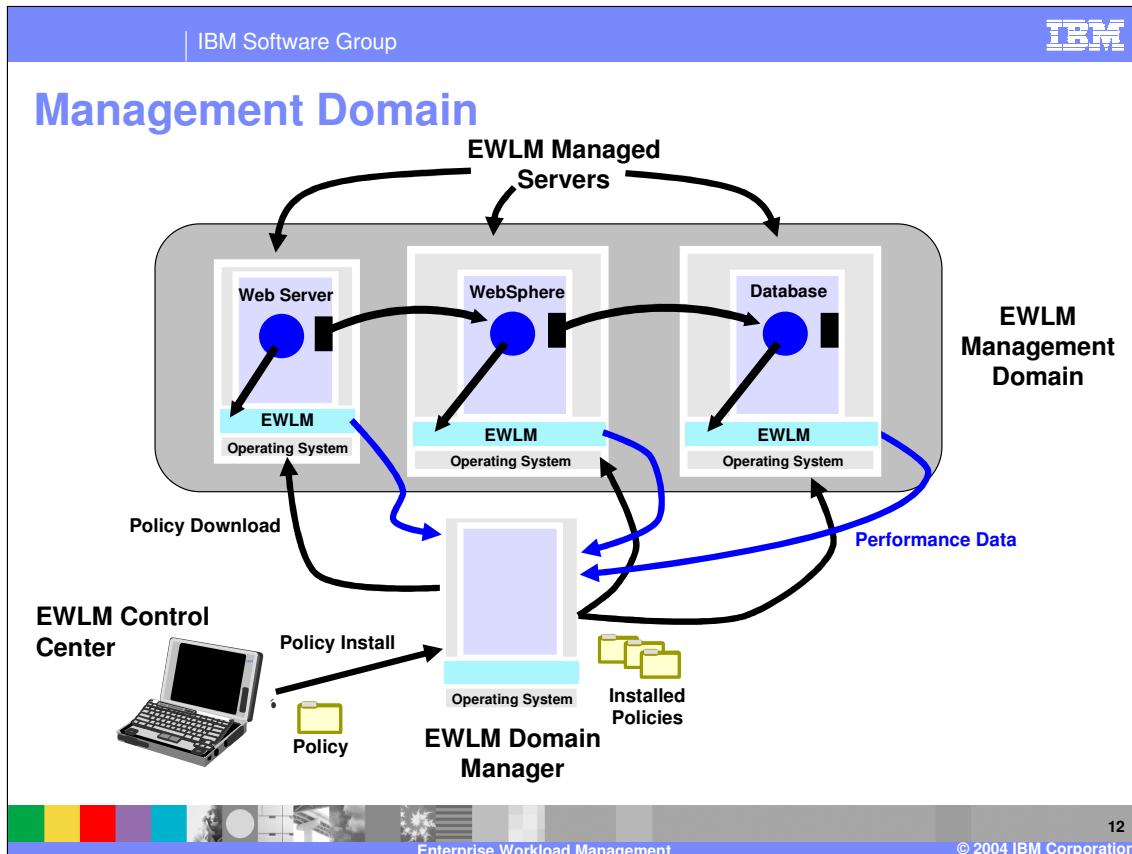 IBM Software Group
IBM
Management Domain
EWLM Managed
Servers
Web Server
WebSphere
Database
EWLM
Management
Domain
EWLM
EWLM
EWLM
Operating System
Operating System
Operating System
Policy Download
Performance Data
EWLM Control
Center
Policy Install
Operating System
Installed
Policies
Policy
EWLM Domain
Manager
12
Enterprise Workload Management
© 2004 IBM Corporation